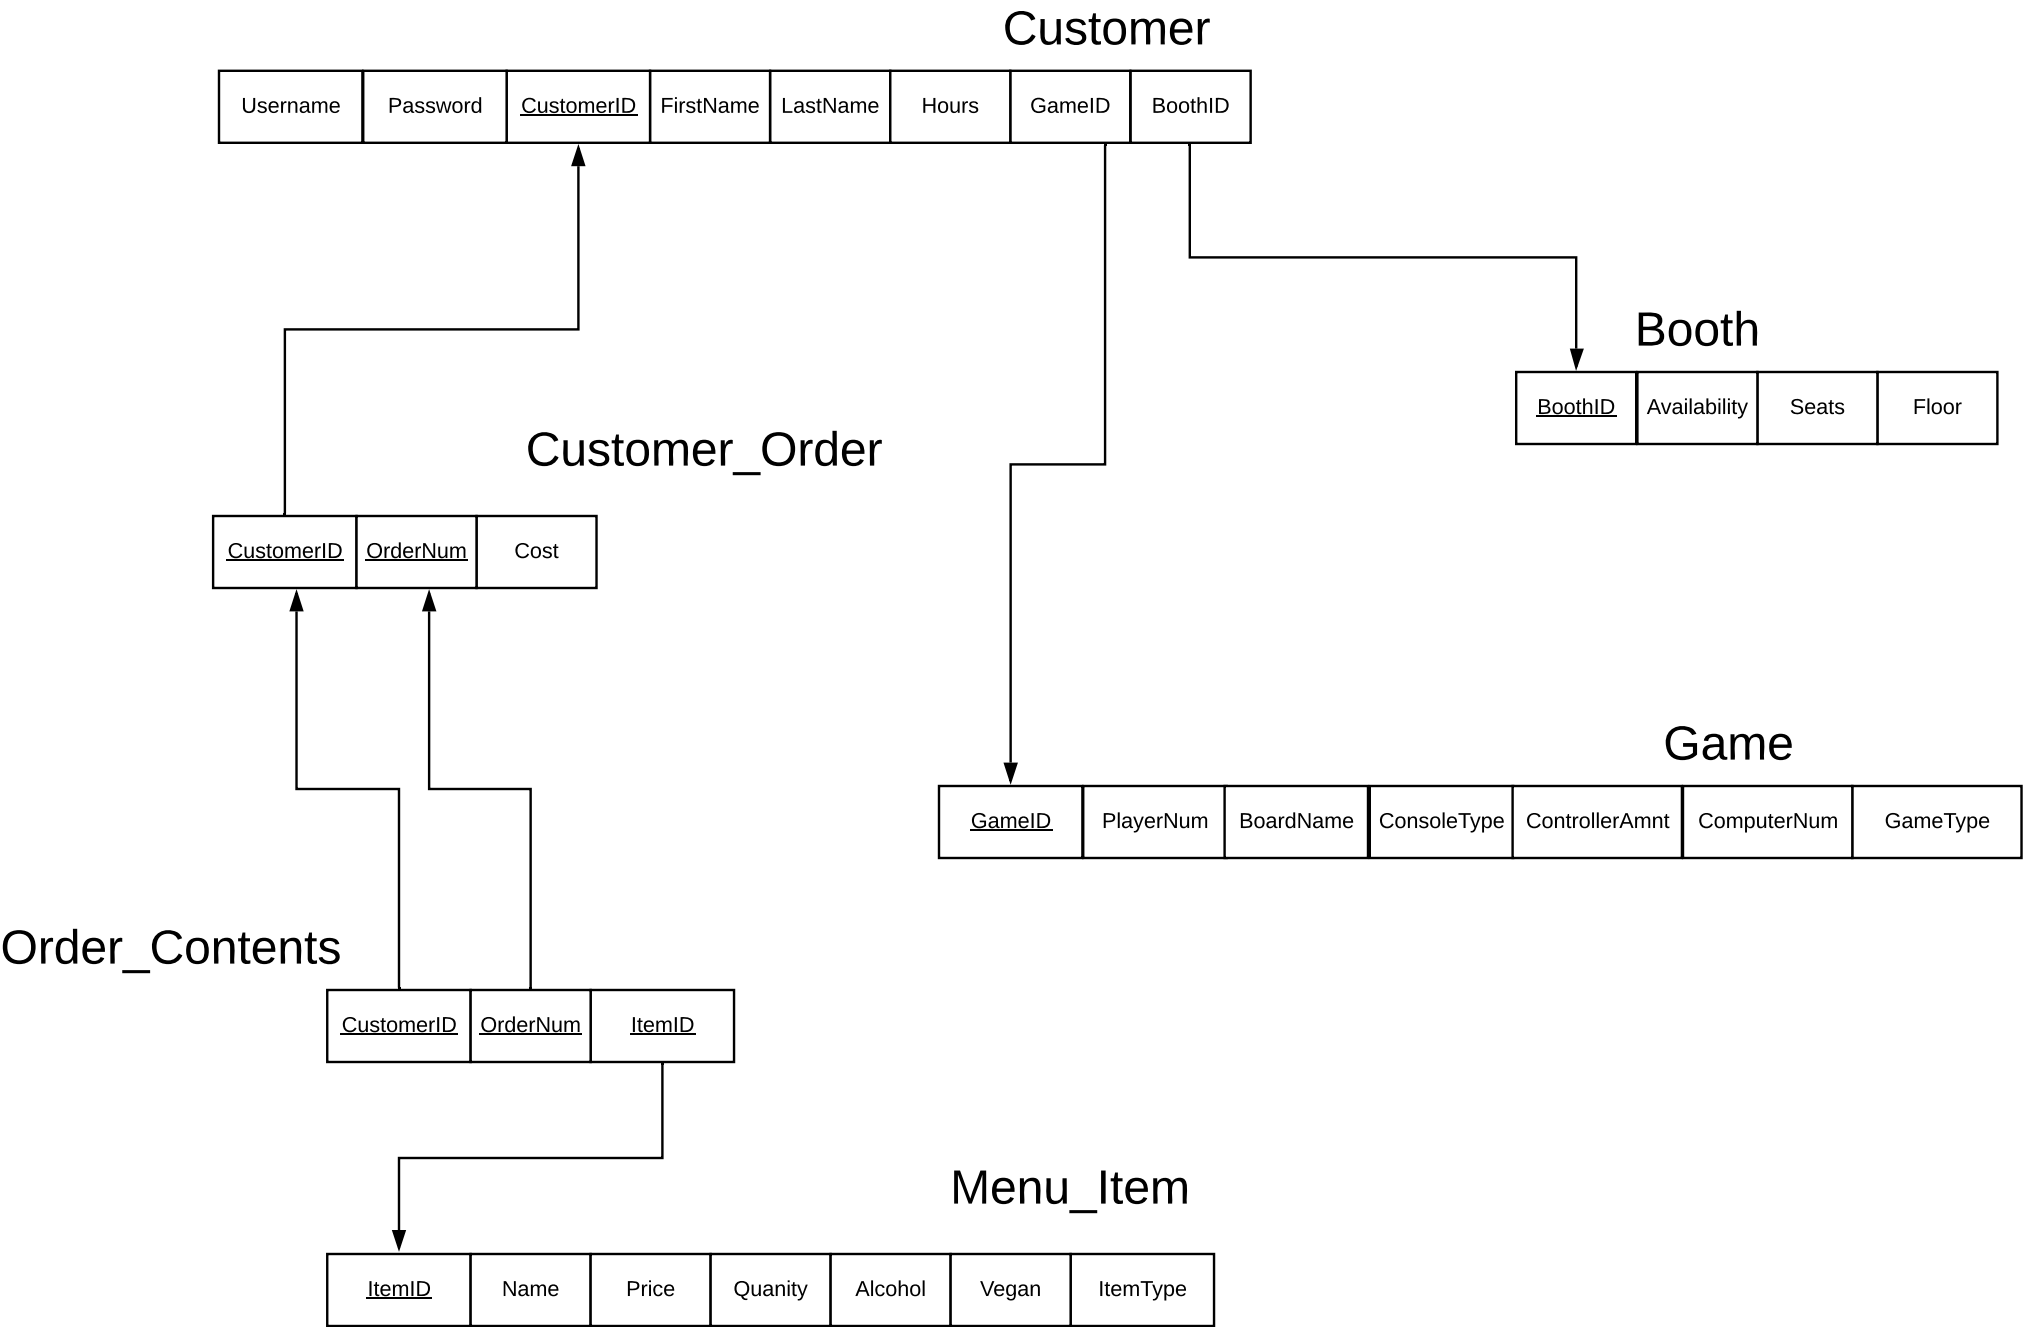 Customer
Username Password CustomerID FirstName LastName Hours GameID BoothID
Booth
BoothID Availability Seats Floor
Customer_Order
CustomerID OrderNum Cost
Game
GameID PlayerNum BoardName ConsoleType ControllerAmnt ComputerNum GameType
Order_Contents
CustomerID OrderNum ItemID
Menu_Item
ItemID Name Price Quanity Alcohol Vegan ItemType